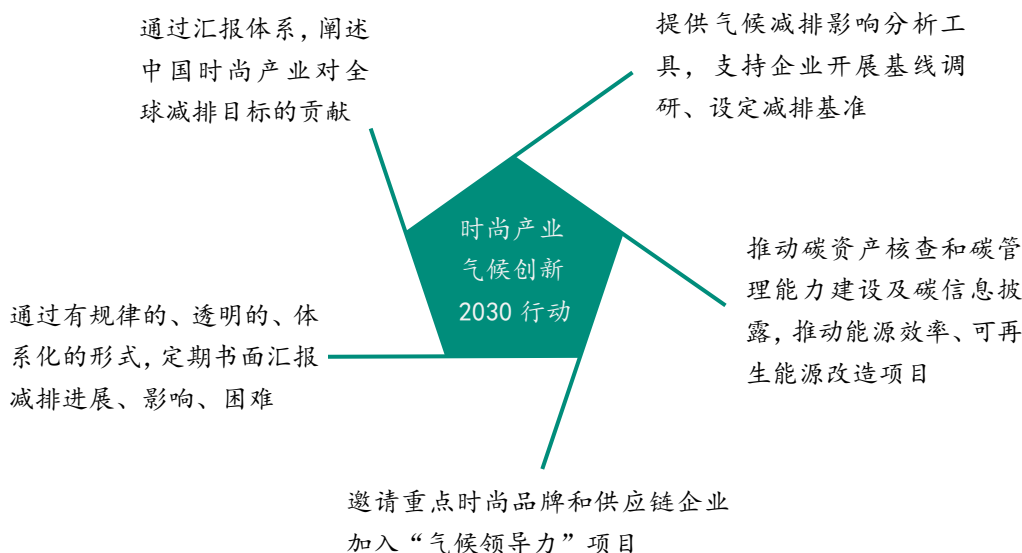 通过汇报体系，阐述
中国时尚产业对全
球减排目标的贡献
提供气候减排影响分析工
具，支持企业开展基线调
研、设定减排基准
时尚产业
气候创新
2030 行动
推动碳资产核查和碳管
理能力建设及碳信息披
露，推动能源效率、可再
生能源改造项目
通过有规律的、透明的、体
系化的形式，定期书面汇报
减排进展、影响、困难
邀请重点时尚品牌和供应链企业
加入“气候领导力”项目